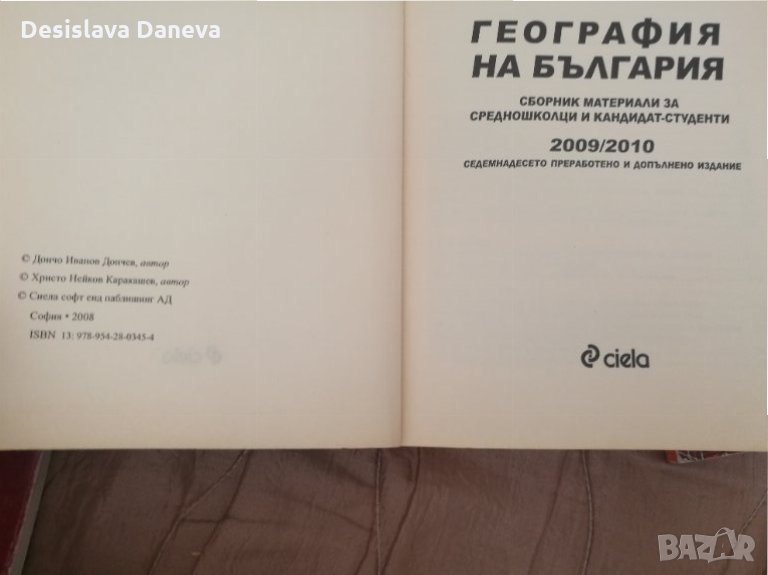 Desislava Daneva
© Дончо Иванов Дончев, автор
© Христо Нейков Каракашев, автор
© Сиела софт енд паблишинг АД
София • 2008
ISBN 13: 978-954-28-0345-4
ГЕОГРАФИЯ
НА БЪЛГАРИЯ
СБОРНИК МАТЕРИАЛИ ЗА
СРЕДНОШКОЛЦИ И КАНДИДАТ-СТУДЕНТИ
2009/2010
СЕДЕМНАДЕСЕТО ПРЕРАБОТЕНО И ДОПЪЛНЕНО ИЗДАНИЕ
ciela
BAZAR